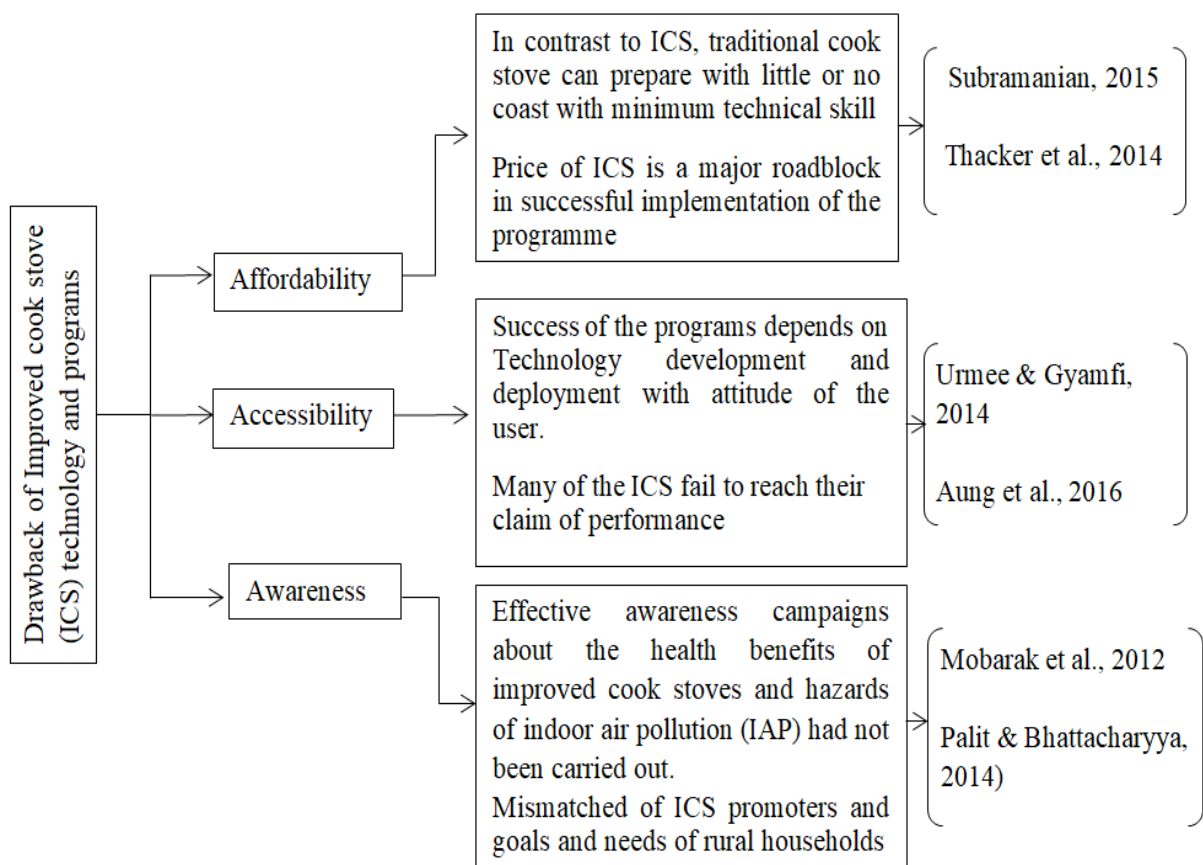 Drawback of Improved cook stove
(ICS) technology and programs
Affordability
In contrast to ICS, traditional cook
stove can prepare with little or no
coast with minimum technical skill
Price of ICS is a major roadblock
in successful implementation of the
programme
Subramanian, 2015
Thacker et al., 2014
Accessibility
Success of the programs depends on
Technology development and
deployment with attitude of the
user.
Many of the ICS fail to reach their
claim of performance
Urmee & Gyamfi,
2014
Aung et al., 2016
Awareness
Effective awareness campaigns
about the health benefits of
improved cook stoves and hazards
of indoor air pollution (IAP) had not
been carried out.
Mismatched of ICS promoters and
goals and needs of rural households
Mobarak et al., 2012
Palit & Bhattacharyya,
2014)